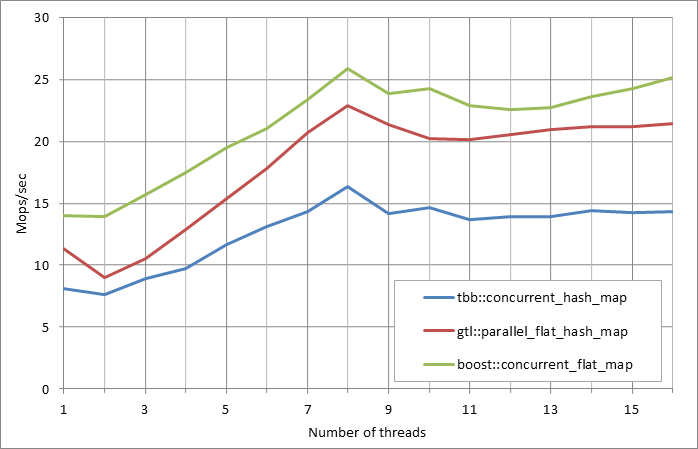 30
25
20
15
10
5
0
Mops/sec
tbb::concurrent_hash_map
gtl::parallel_flat_hash_map
boost::concurrent_flat_map
1 3 5 7 9 11 13 15
Number of threads